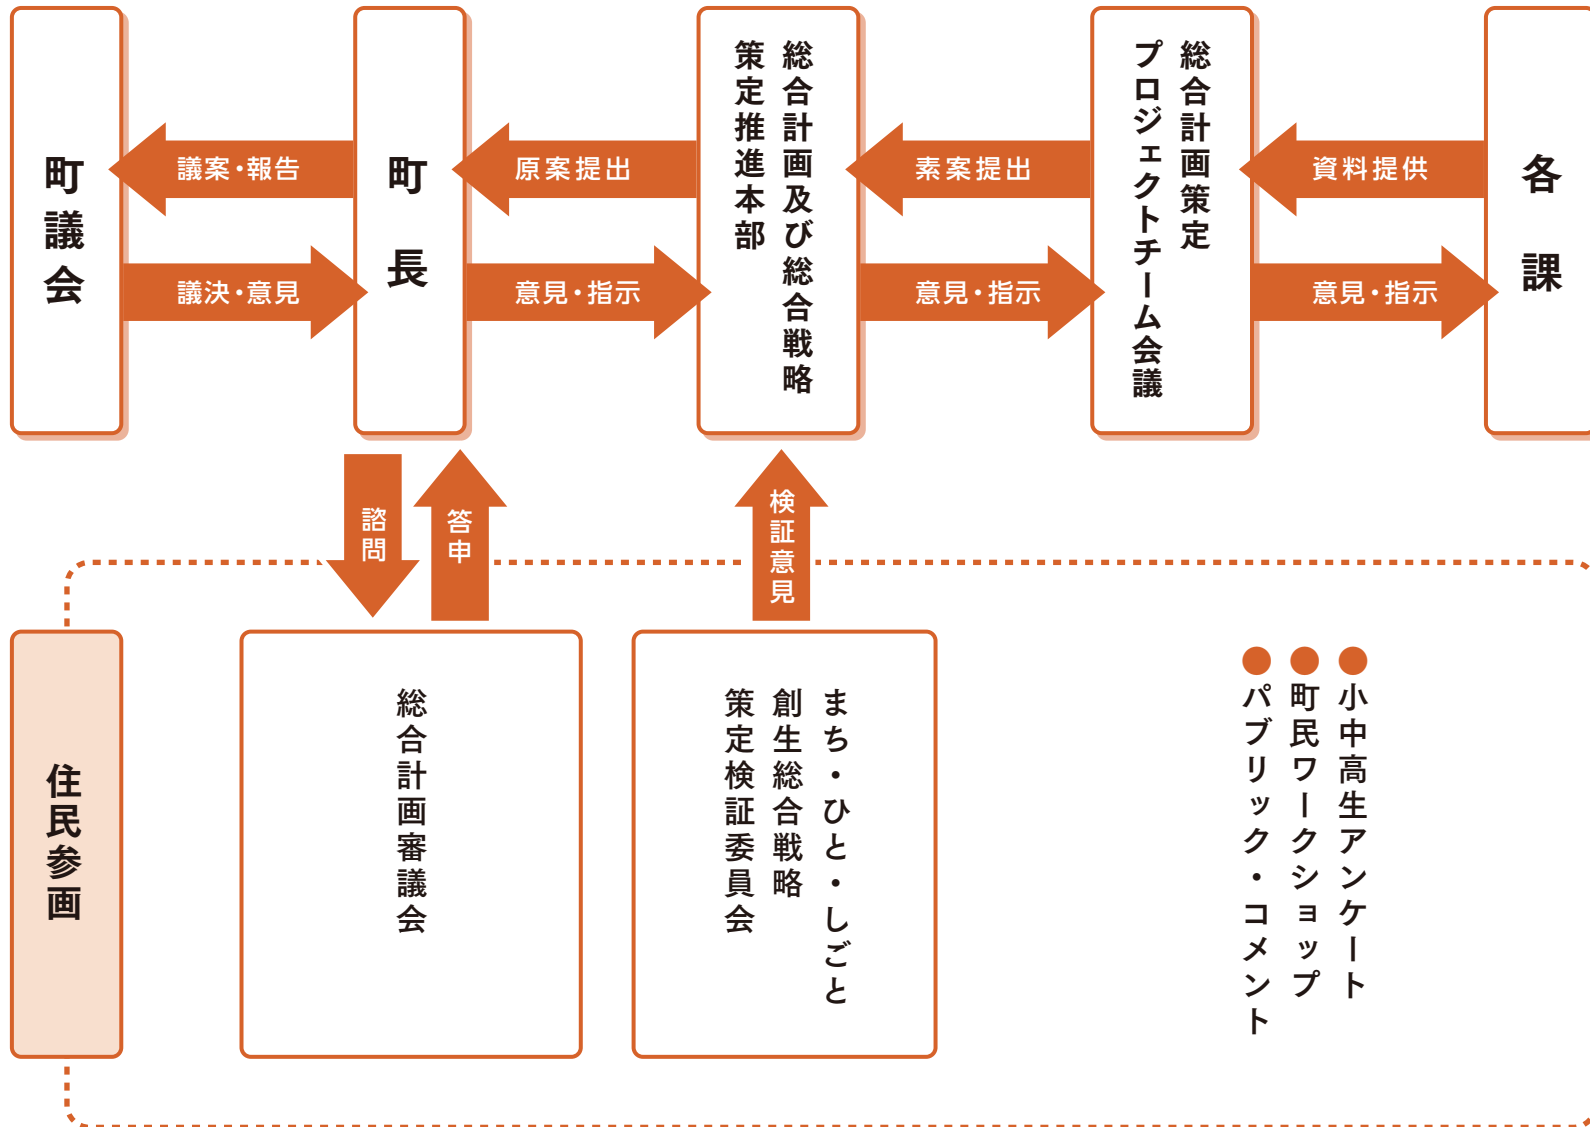 町議会
議案・報告
議決・意見
町長
原案提出
意見・指示
総合計画及び総合戦略
策定推進本部
素案提出
意見・指示
総合計画策定
プロジェクトチーム会議
資料提供
意見・指示
各課
諮問
答申
検証意見
住民参画
総合計画審議会
まち・ひと・しごと
創生総合戦略
策定検証委員会
●小中高生アンケート
●町民ワークショップ
●パブリック・コメント